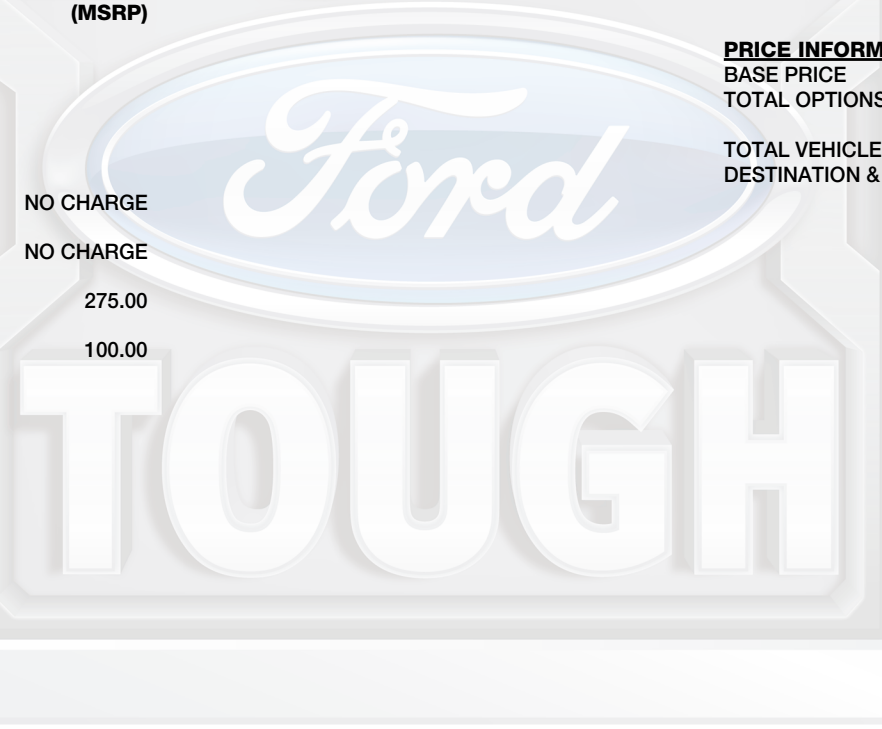 (MSRP)
NO CHARGE
NO CHARGE
275.00
100.00
PRICE INFORM
BASE PRICE
TOTAL OPTIONS
TOTAL VEHICLE
DESTINATION &
Ford
TOUGH